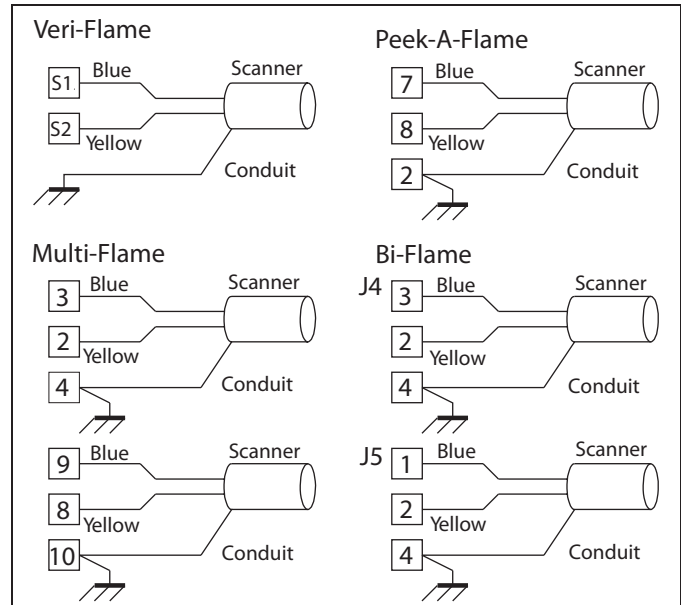 Veri-Flame
S1. Blue Scanner
S2 Yellow
Conduit
Peek-A-Flame
7 Blue Scanner
8 Yellow
2 Conduit
Multi-Flame
3 Blue Scanner
2 Yellow
4 Conduit
9 Blue Scanner
8 Yellow
10 Conduit
Bi-Flame
J4 3 Blue Scanner
2 Yellow
4 Conduit
J5 1 Blue Scanner
2 Yellow
4 Conduit